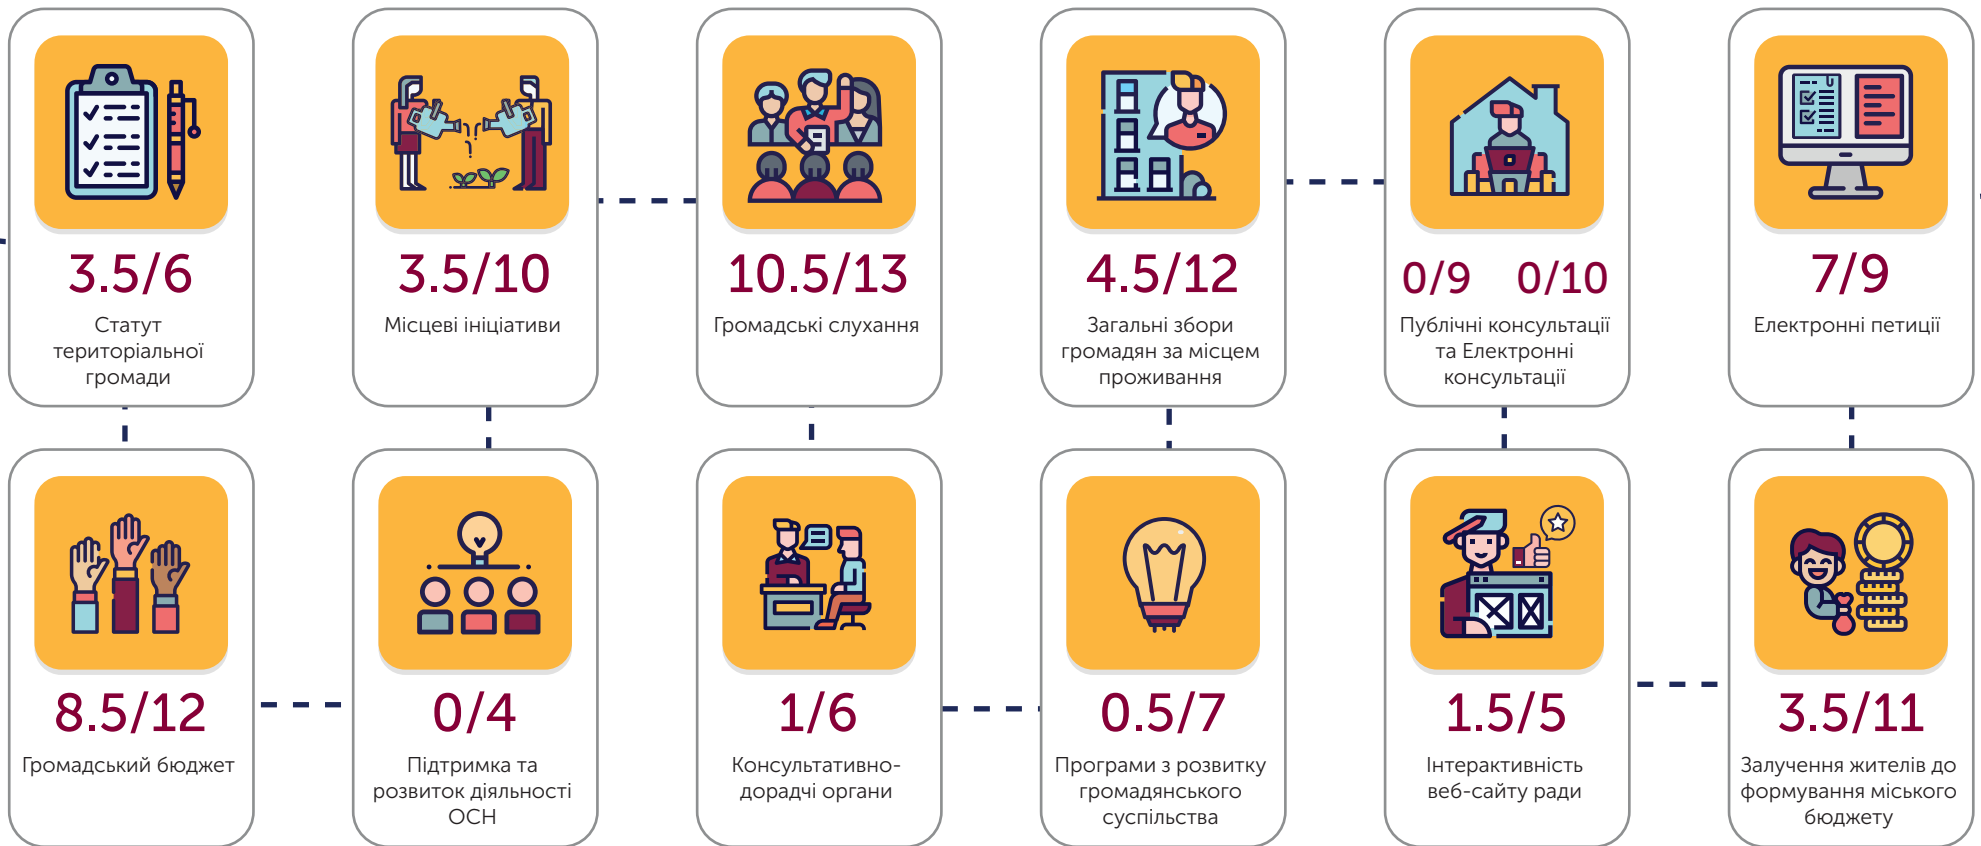 3.5/6
Статут
територіальної
громади
3.5/10
Місцеві ініціативи
10.5/13
Громадські слухання
4.5/12
Загальні збори
громадян за місцем
проживання
0/9 0/10
Публічні консультації
та Електронні
консультації
7/9
Електронні петиції
8.5/12
Громадський бюджет
0/4
Підтримка та
розвиток діяльності
ОСН
1/6
Консультативно-
дорадчі органи
0.5/7
Програми з розвитку
громадянського
суспільства
1.5/5
Інтерактивність
веб-сайту ради
3.5/11
Залучення жителів до
формування міського
бюджету